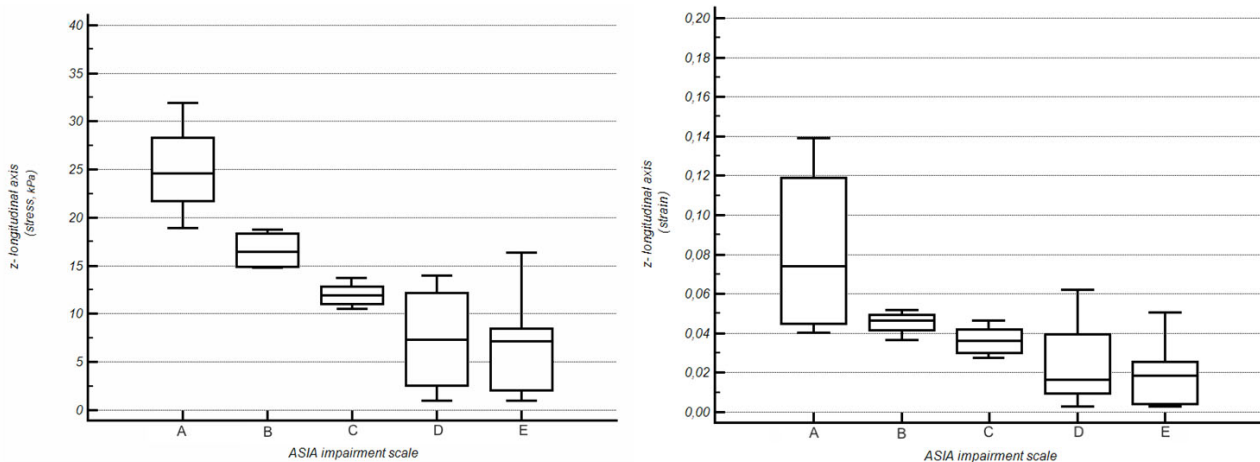 40
35
30
25
20
15
10
5
0
z- longitudinal axis
(stress, kPa)
A B C D E
ASIA impairment scale
0,20
0,18
0,16
0,14
0,12
0,10
0,08
0,06
0,04
0,02
0,00
z- longitudinal axis
(strain)
A B C D E
ASIA impairment scale